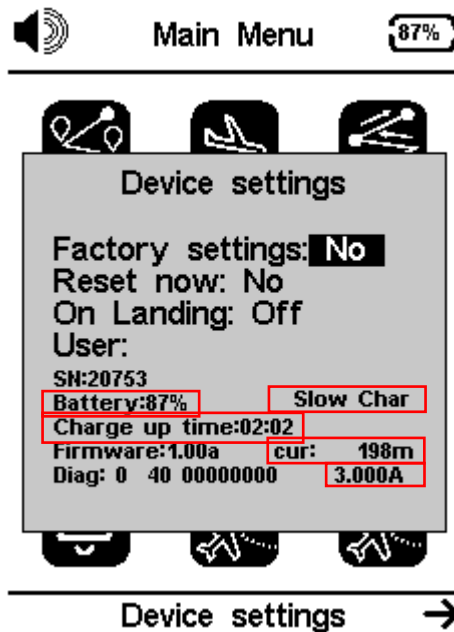 Main Menu 87%
Device settings
Factory settings: No
Reset now: No
On Landing: Off
User:
SN:20753
Battery:87% Slow Char
Charge up time:02:02
Firmware:1.00a cur: 198m
Diag: 0 40 00000000 3.000A
Device settings